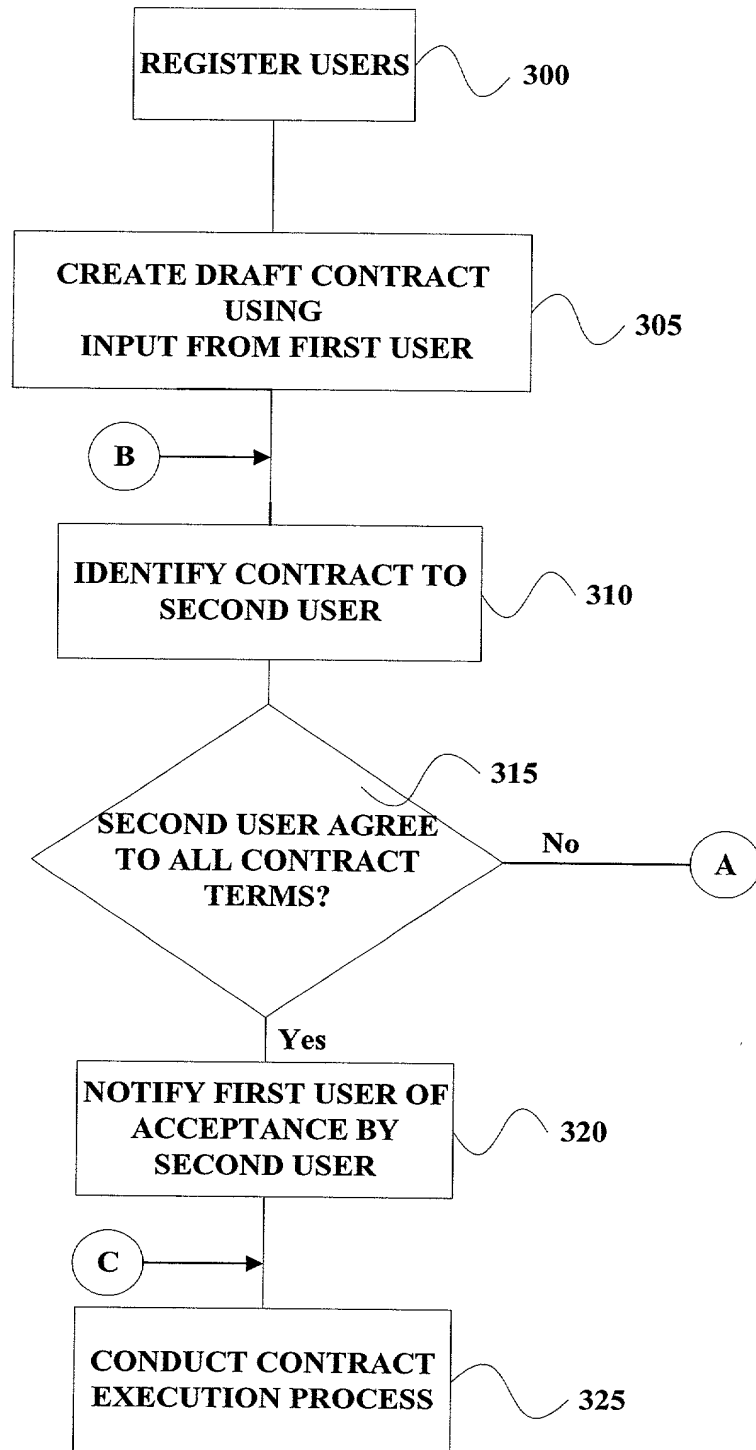 REGISTER USERS
300
CREATE DRAFT CONTRACT
USING
INPUT FROM FIRST USER
305
B
IDENTIFY CONTRACT TO
SECOND USER
310
315
SECOND USER AGREE
TO ALL CONTRACT
TERMS?
No
A
Yes
NOTIFY FIRST USER OF
ACCEPTANCE BY
SECOND USER
320
C
CONDUCT CONTRACT
EXECUTION PROCESS
325